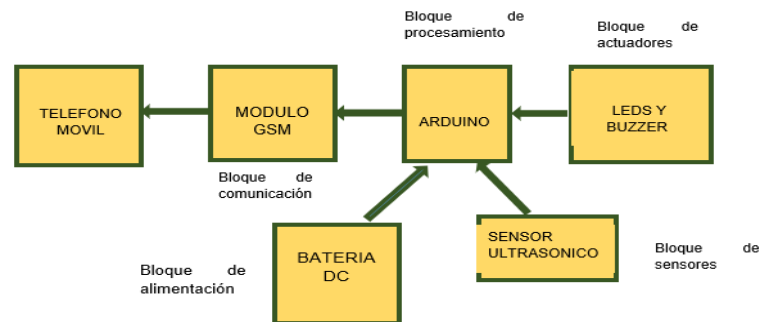 Bloque de
procesamiento
Bloque de
actuadores
TELEFONO
MOVIL
MODULO
GSM
ARDUINO
LEDS Y
BUZZER
Bloque de
comunicación
Bloque de
alimentación
BATERIA
DC
SENSOR
ULTRASONICO
Bloque de
sensores